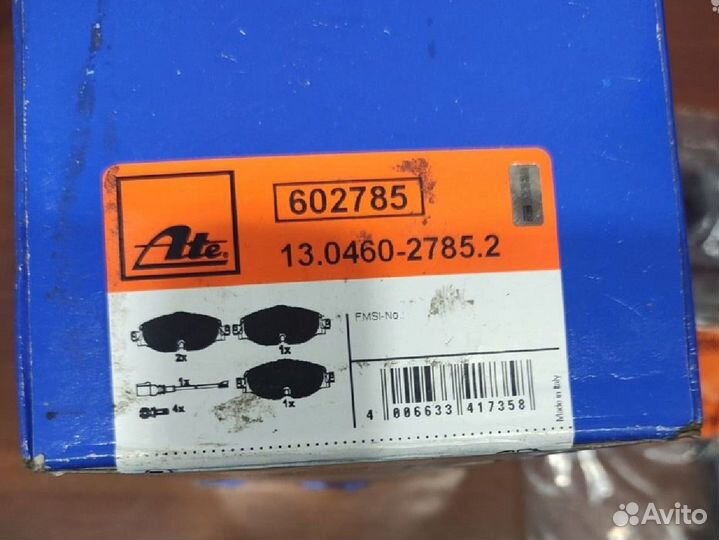 Ate
602785
13.0460-2785.2
FMSI-No.:
2x
1x
1x
4x
1x
4 006633 417358
Made in Italy
Avito